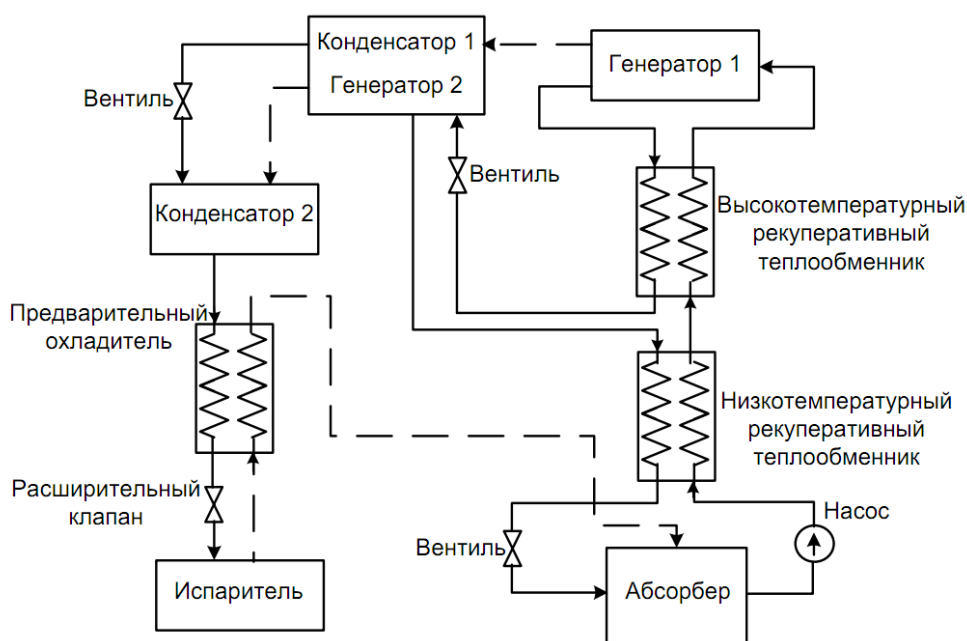 Конденсатор 1
Генератор 2
Генератор 1
Вентиль
Вентиль
Конденсатор 2
Высокотемпературный
рекуперативный
теплообменник
Предварительный
охладитель
Низкотемпературный
рекуперативный
теплообменник
Расширительный
клапан
Насос
Вентиль
Испаритель
Абсорбер